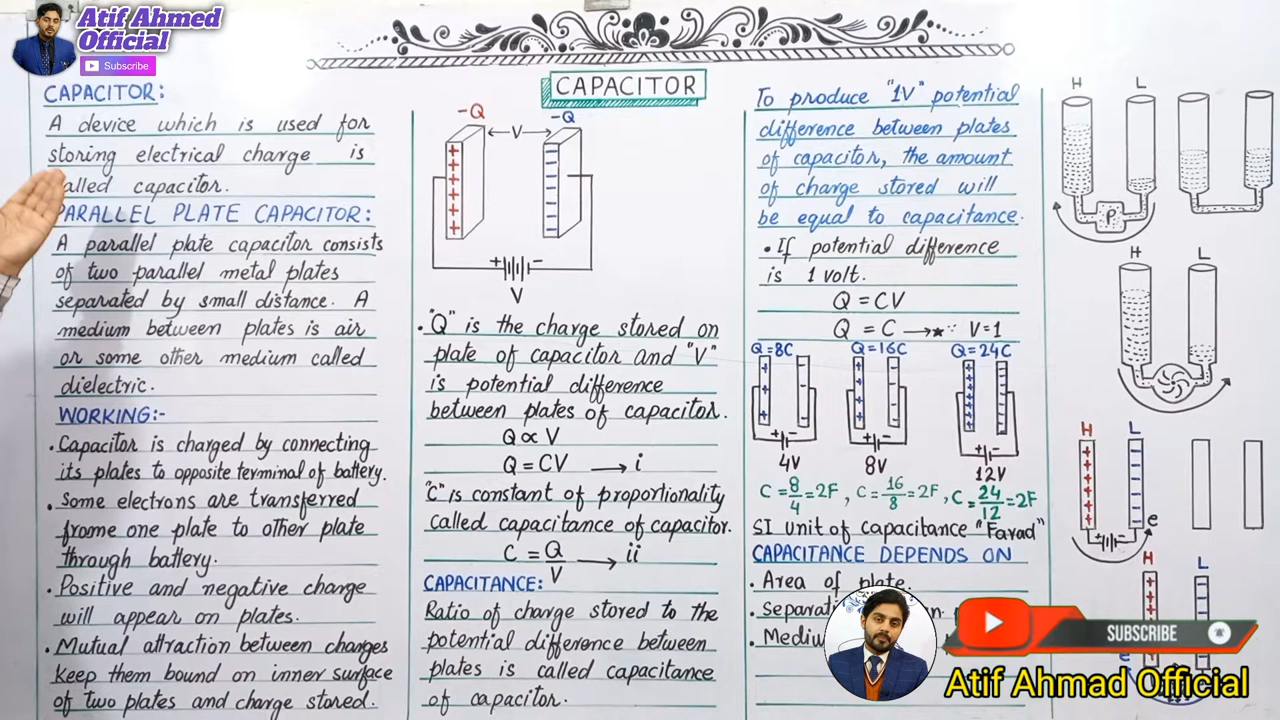 Atif Ahmed
Official
Subscribe
CAPACITOR
CAPACITOR:
A device which is used for
storing electrical charge is
alled capacitor.
PARALLEL PLATE CAPACITOR:
A parallel plate capacitor consists
of two parallel metal plates
separated by small distance. A
medium between plates is air
or some other medium called
dielectric.
WORKING:-
• Capacitor is charged by connecting
its plates to opposite terminal of battery.
• Some electrons are transferred
frome one plate to other plate
through battery.
• Positive and negative charge
will appear on plates.
• Mutual attraction between charges
keep them bound on inner surface
of two plates and charge stored.
-Q V -Q
+ -
V
• "Q" is the charge stored on
plate of capacitor and "V"
is potential difference
between plates of capacitor.
Q ∝ V
Q = CV → i
"C" is constant of proportionality
called capacitance of capacitor.
C = Q/V → ii
CAPACITANCE:
Ratio of charge stored to the
potential difference between
plates is called capacitance
of capacitor.
To produce "1V" potential
difference between plates
of capacitor, the amount
of charge stored will
be equal to capacitance.
• If potential difference
is 1 volt.
Q = CV
Q = C → ★ ∵ V=1
Q=8C Q=16C Q=24C
+ - + - + -
4V 8V 12V
C = 8/4 = 2F, C = 16/8 = 2F, C = 24/12 = 2F
SI unit of capacitance "Farad"
CAPACITANCE DEPENDS ON
• Area of plate.
• Separati
• Mediu
H L
P
H L
H L
e
H L
e
SUBSCRIBE
Atif Ahmad Official